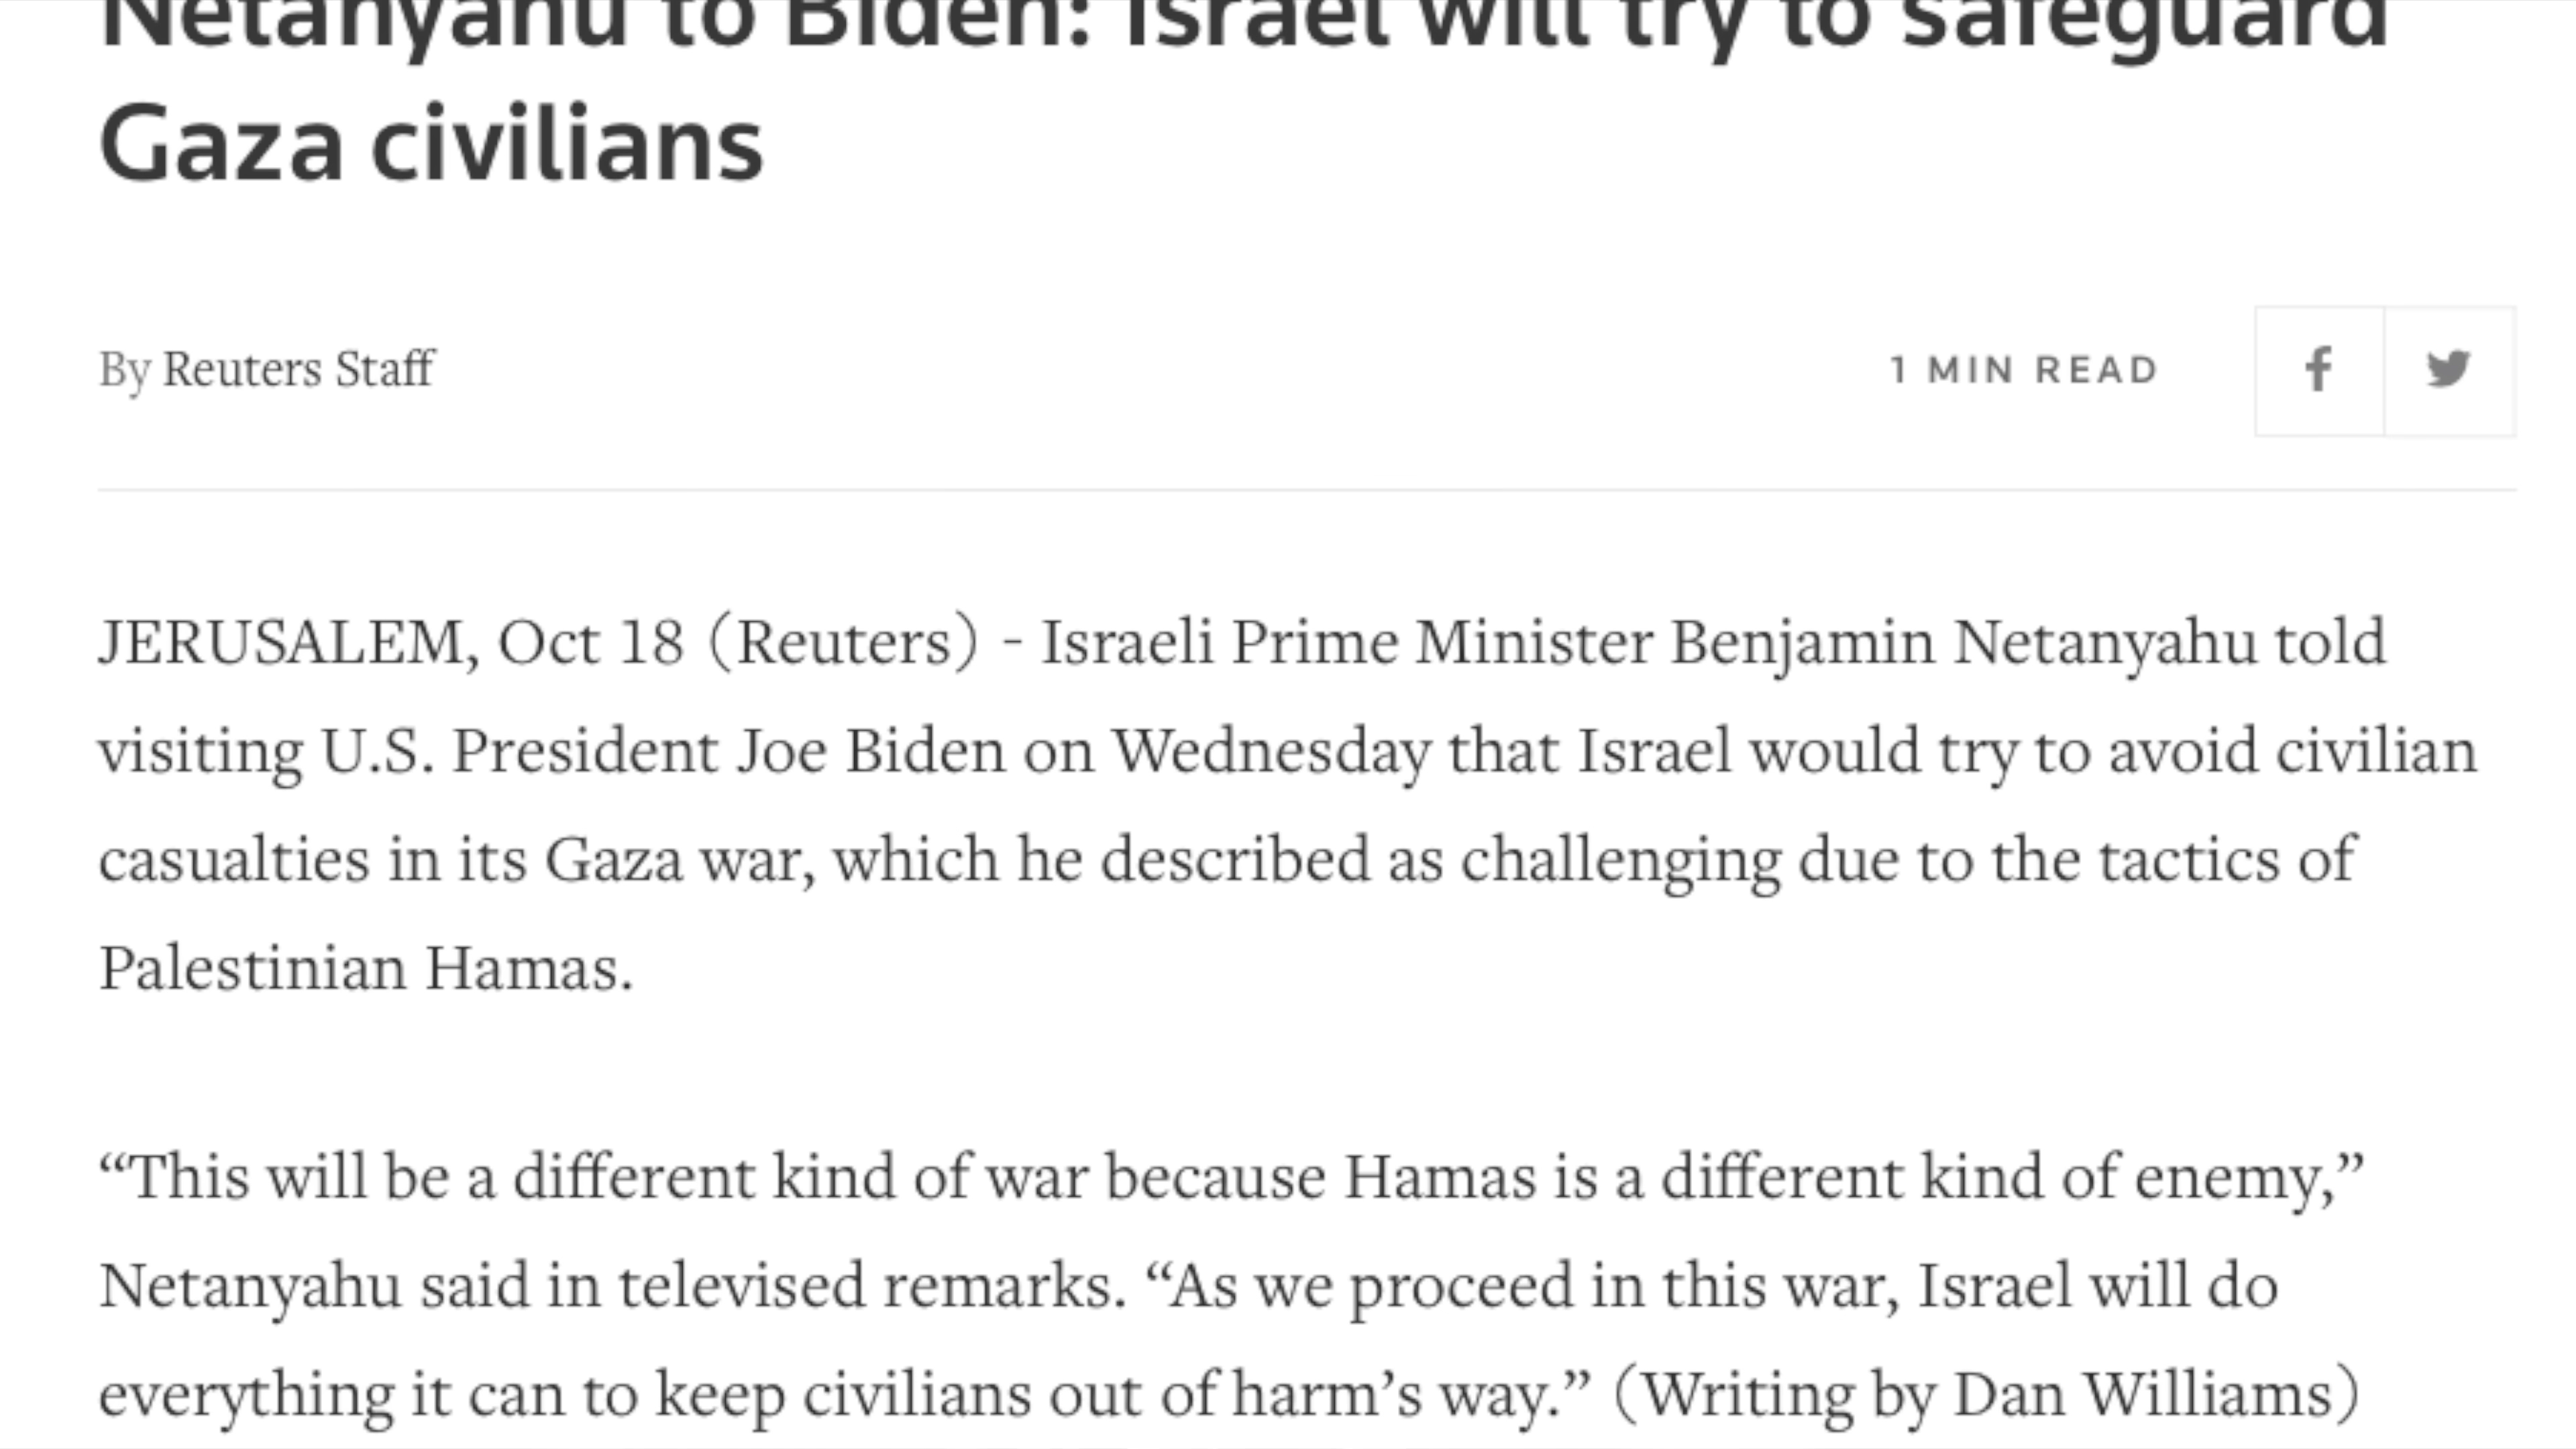 Netanyahu to Biden: Israel will try to safeguard
Gaza civilians
By Reuters Staff
1 MIN READ
JERUSALEM, Oct 18 (Reuters) - Israeli Prime Minister Benjamin Netanyahu told
visiting U.S. President Joe Biden on Wednesday that Israel would try to avoid civilian
casualties in its Gaza war, which he described as challenging due to the tactics of
Palestinian Hamas.
“This will be a different kind of war because Hamas is a different kind of enemy,”
Netanyahu said in televised remarks. “As we proceed in this war, Israel will do
everything it can to keep civilians out of harm’s way.” (Writing by Dan Williams)